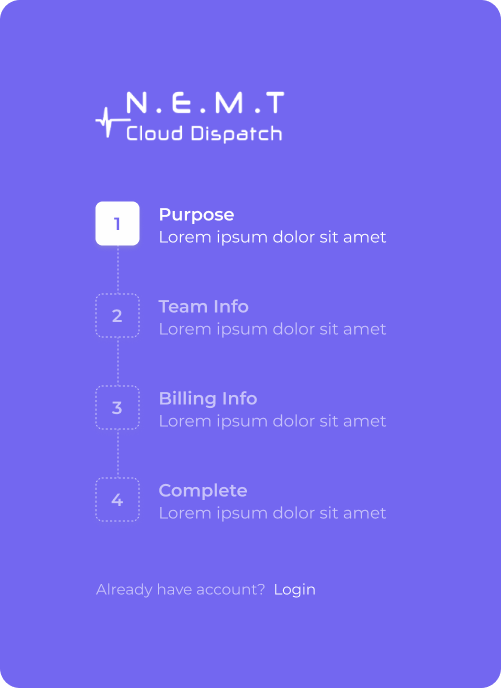 N.E.M.T
Cloud Dispatch
1
Purpose
Lorem ipsum dolor sit amet
2
Team Info
Lorem ipsum dolor sit amet
3
Billing Info
Lorem ipsum dolor sit amet
4
Complete
Lorem ipsum dolor sit amet
Already have account? Login